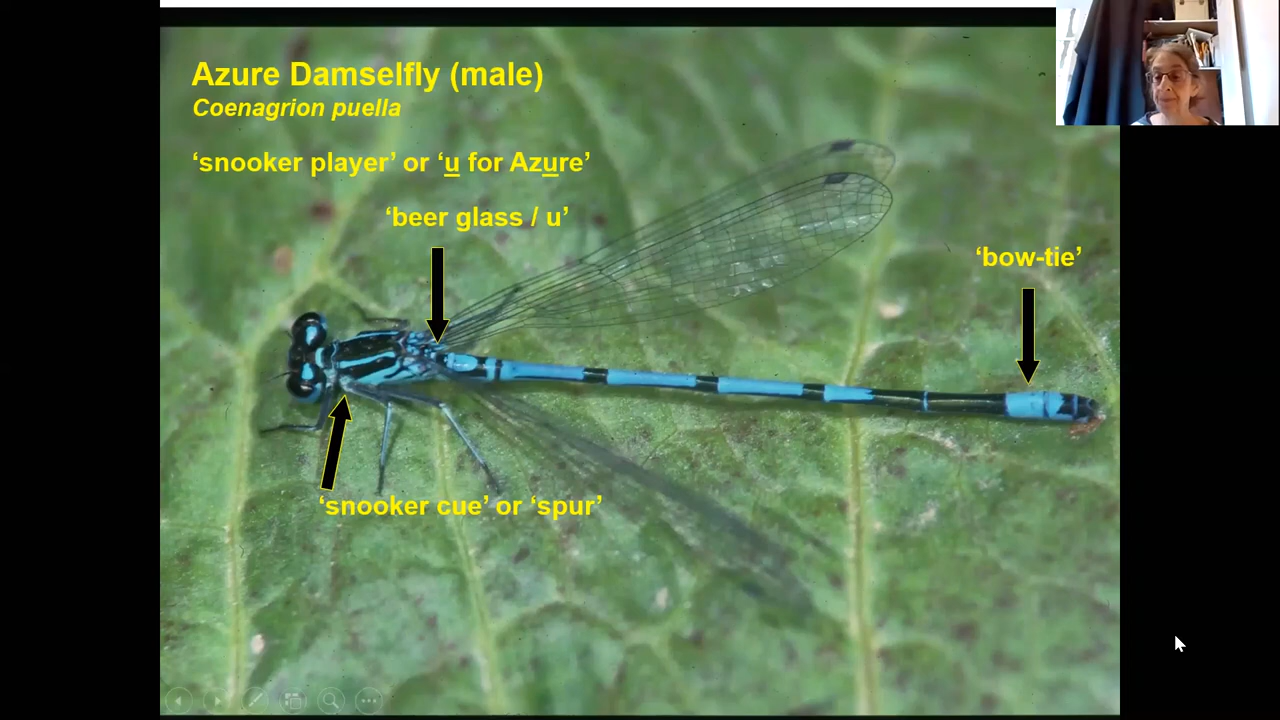 Azure Damselfly (male)
Coenagrion puella
‘snooker player’ or ‘u for Azure’
‘beer glass / u’
‘bow-tie’
‘snooker cue’ or ‘spur’